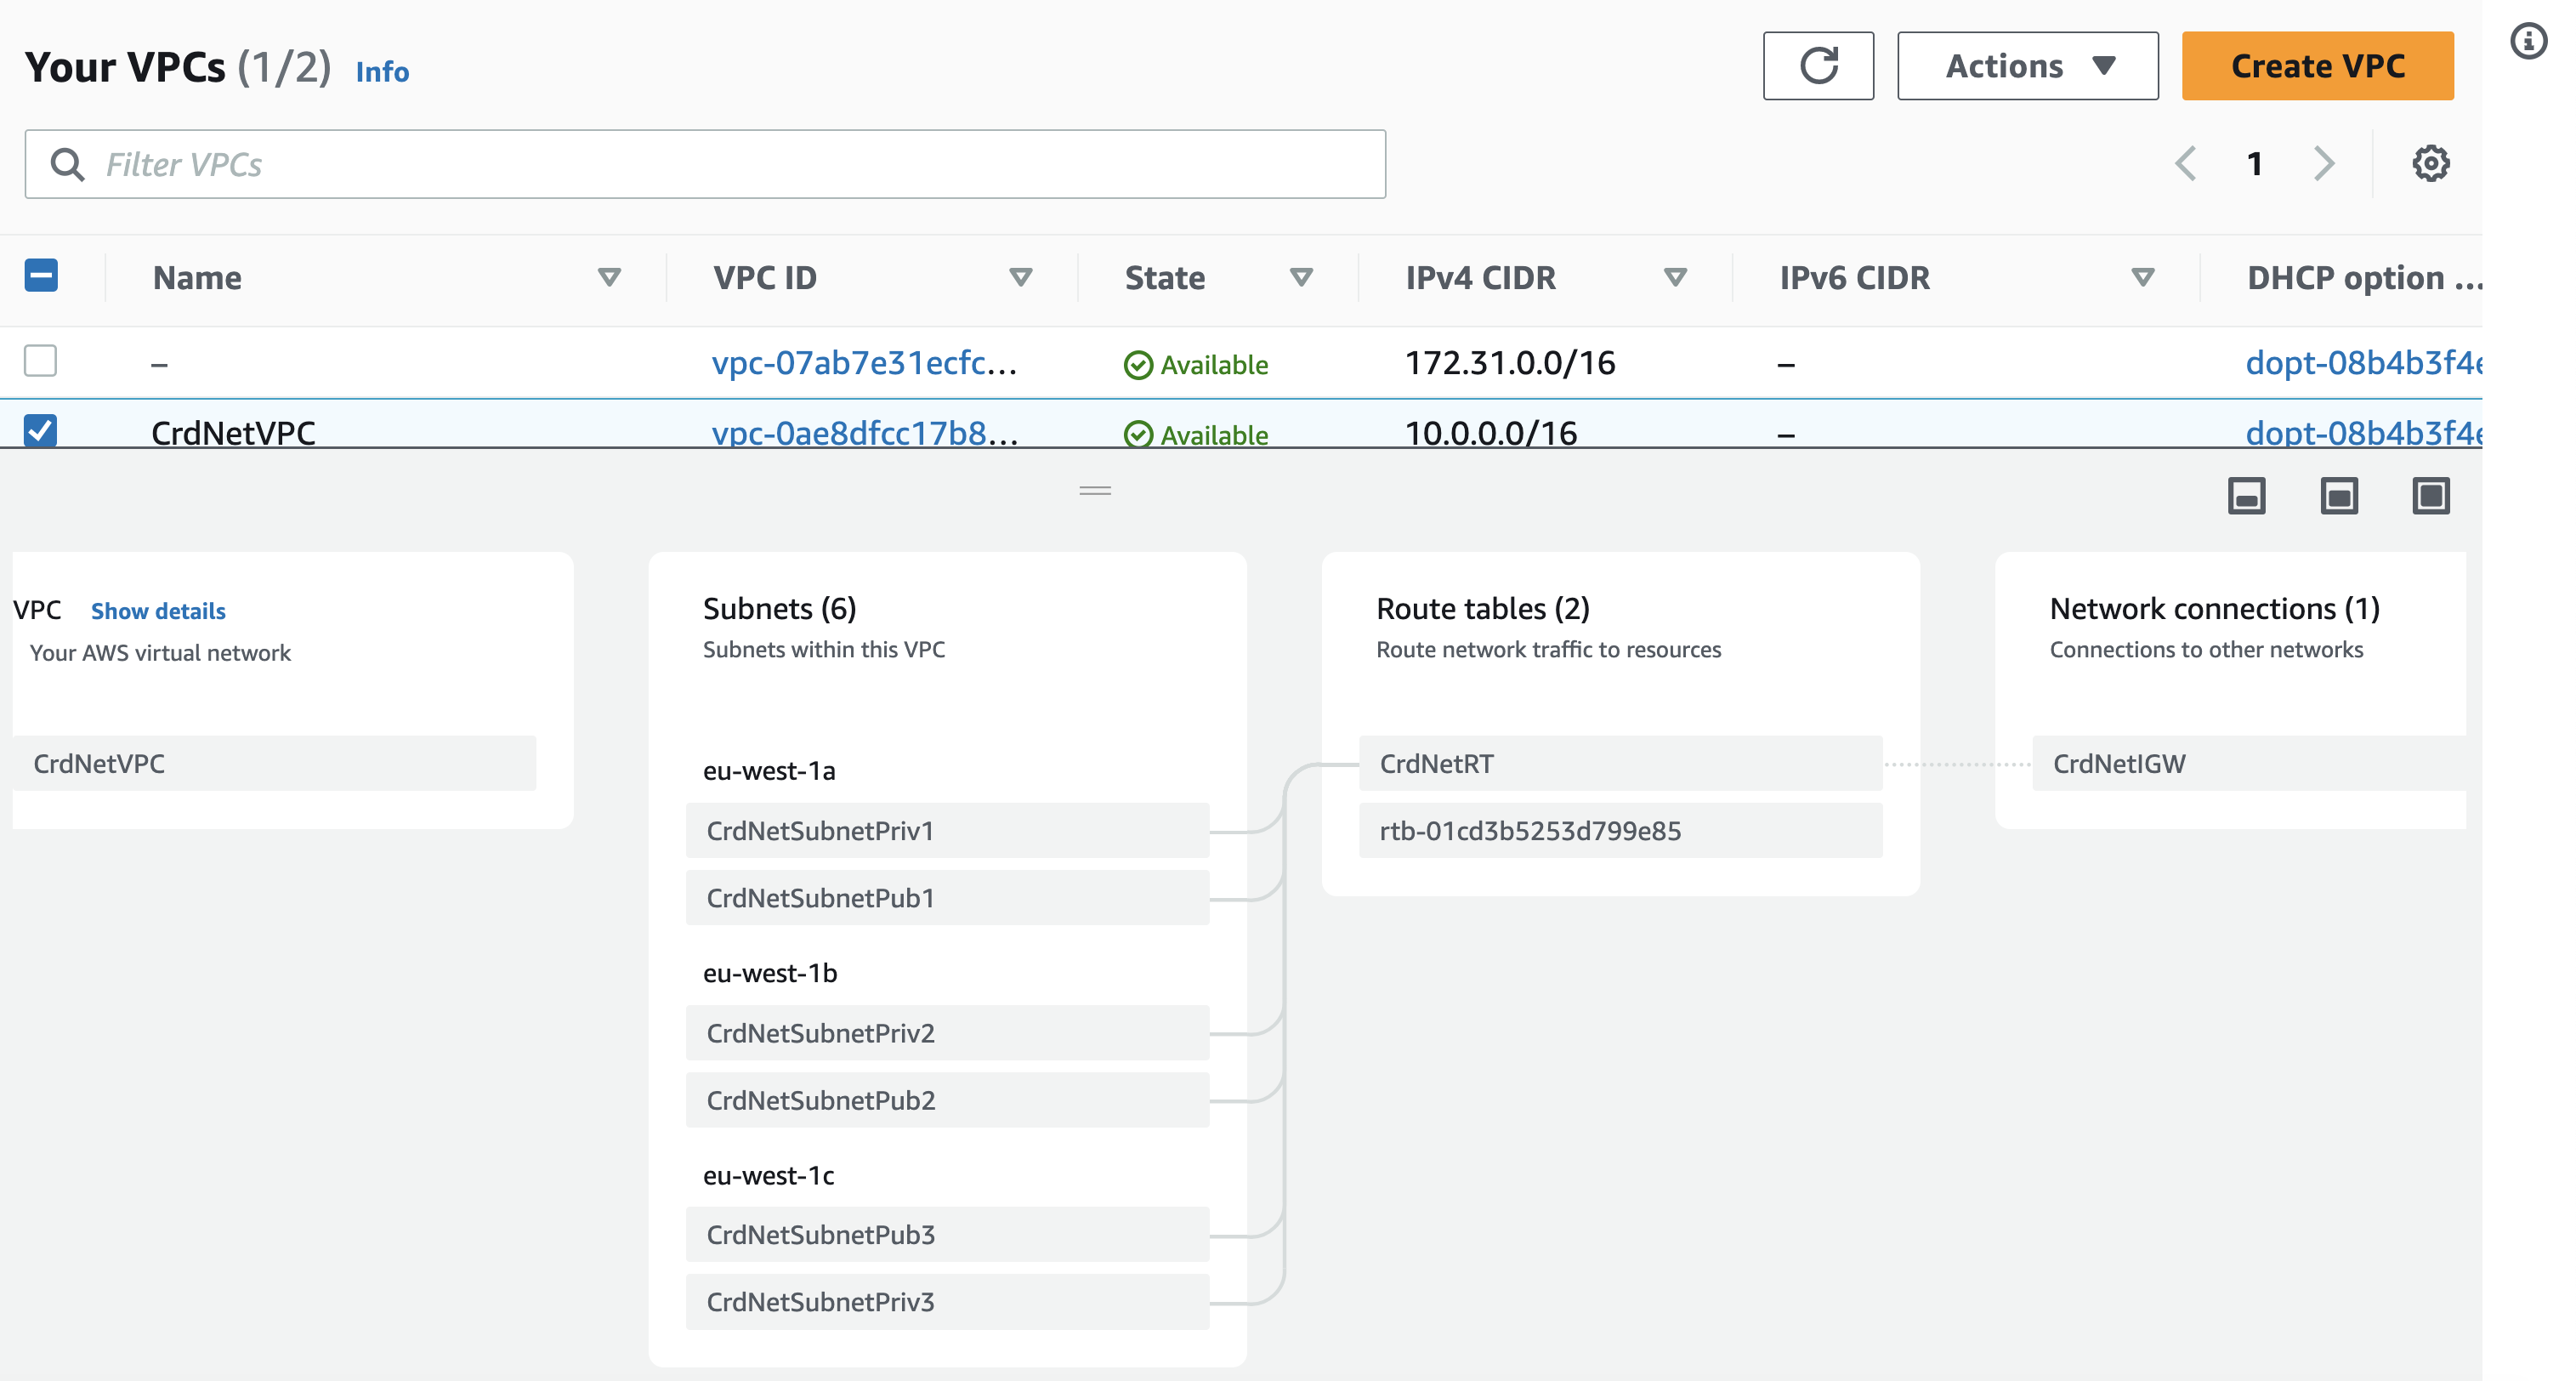 Your VPCs (1/2) Info
Actions
Create VPC
Filter VPCs
1
Name VPC ID State IPv4 CIDR IPv6 CIDR DHCP option ...
– vpc-07ab7e31ecfc... Available 172.31.0.0/16 – dopt-08b4b3f4e
CrdNetVPC vpc-0ae8dfcc17b8... Available 10.0.0.0/16 – dopt-08b4b3f4e
VPC Show details
Your AWS virtual network
CrdNetVPC
Subnets (6)
Subnets within this VPC
eu-west-1a
CrdNetSubnetPriv1
CrdNetSubnetPub1
eu-west-1b
CrdNetSubnetPriv2
CrdNetSubnetPub2
eu-west-1c
CrdNetSubnetPub3
CrdNetSubnetPriv3
Route tables (2)
Route network traffic to resources
CrdNetRT
rtb-01cd3b5253d799e85
Network connections (1)
Connections to other networks
CrdNetIGW